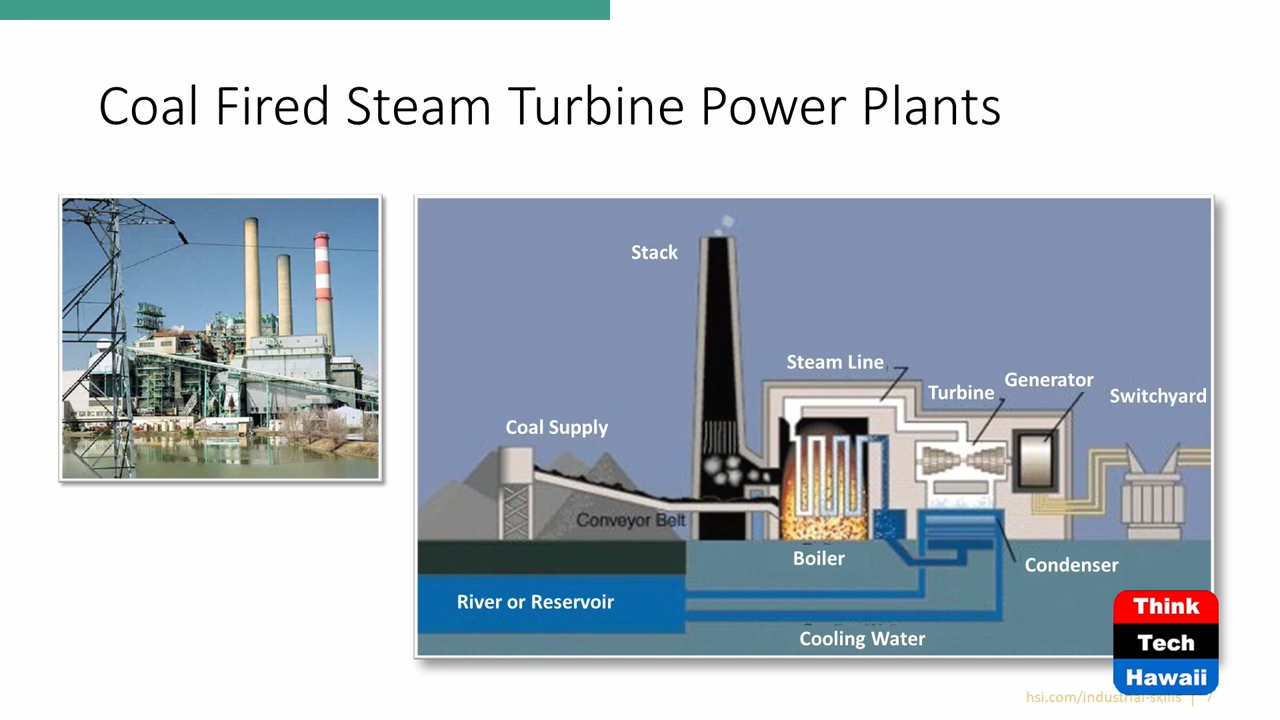 Coal Fired Steam Turbine Power Plants
Stack
Steam Line
Turbine
Generator
Switchyard
Coal Supply
Conveyor Belt
Boiler
Condenser
River or Reservoir
Cooling Water
Think
Tech
Hawaii
hsi.com/industrial-skills | 7